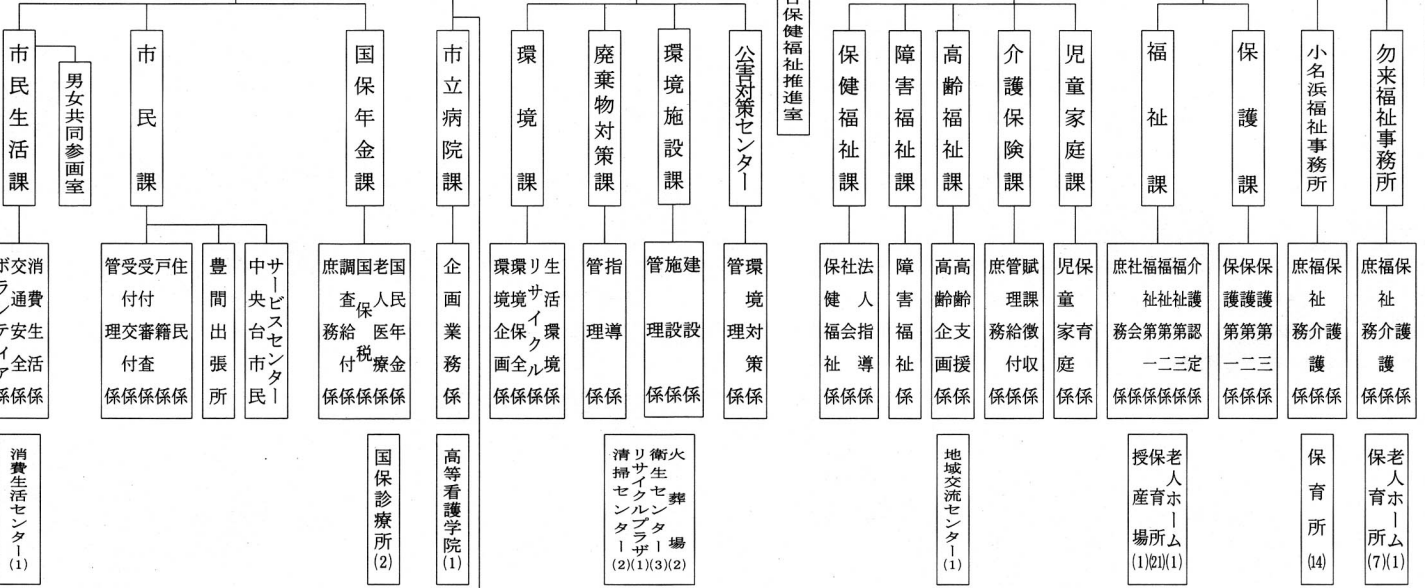 市民生活課
男女共同参画室
市民課
国保年金課
市立病院課
環境課
廃棄物対策課
環境施設課
公害対策センター
保健福祉推進室
保健福祉課
障害福祉課
高齢福祉課
介護保険課
児童家庭課
福祉課
保護課
小名浜福祉事務所
勿来福祉事務所
ボランティア係
交通安全係
消費生活係
管理係
受付交付係
受付審査係
戸籍係
住民係
豊間出張所
中央台市民
サービスセンター
庶務係
調査給付係
国保税係
老人医療係
国民年金係
企画業務係
環境企画係
環境保全係
リサイクル係
生活環境係
管理係
指導係
管理係
施設係
建設係
管理係
環境対策係
保健福祉係
社会係
法人指導係
障害福祉係
高齢企画係
高齢支援係
庶務係
管理給付係
賦課徴収係
児童家庭係
保育係
庶務係
社会係
福祉第一係
福祉第二係
福祉第三係
介護認定係
保護第一係
保護第二係
保護第三係
庶務係
福祉介護係
保護係
庶務係
福祉介護係
保護係
消費生活センター(1)
国保診療所(2)
高等看護学院(1)
清掃センター(2)
リサイクルプラザ(1)
衛生センター(3)
火葬場(2)
地域交流センター(1)
授産場(1)
保育所(21)
老人ホーム(1)
保育所(14)
保育所(7)
老人ホーム(1)